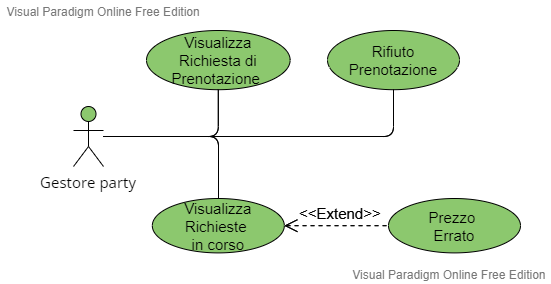 Visual Paradigm Online Free Edition
Visualizza
Richiesta di
Prenotazione
Rifiuto
Prenotazione
Gestore party
Visualizza
Richieste
in corso
<<Extend>>
Prezzo
Errato
Visual Paradigm Online Free Edition